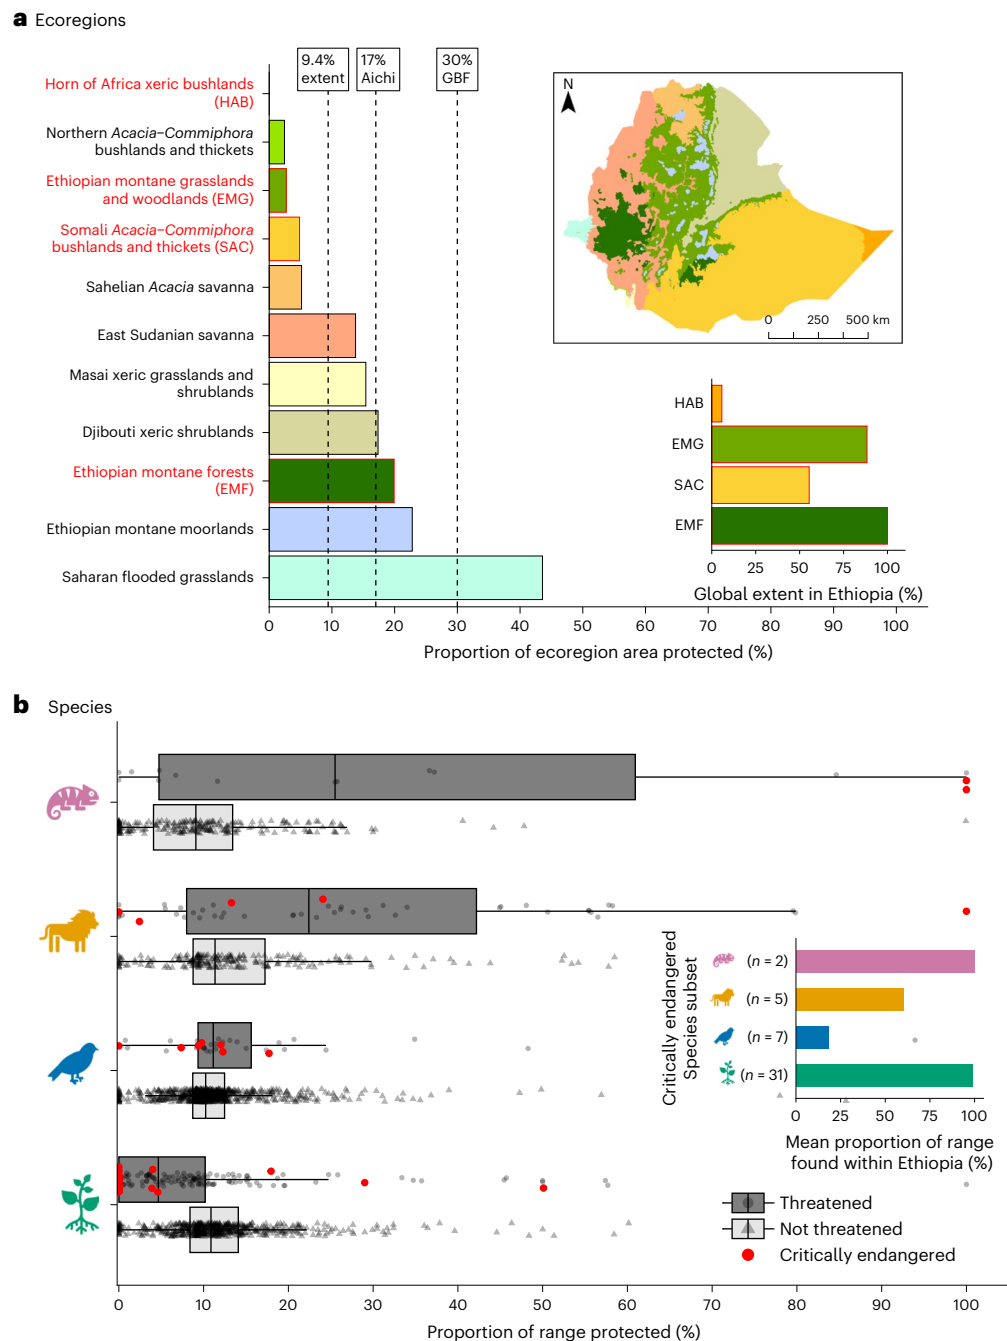 a Ecoregions
9.4%
extent
17%
Aichi
30%
GBF
Horn of Africa xeric bushlands
(HAB)
Northern Acacia–Commiphora
bushlands and thickets
Ethiopian montane grasslands
and woodlands (EMG)
Somali Acacia–Commiphora
bushlands and thickets (SAC)
Sahelian Acacia savanna
East Sudanian savanna
Masai xeric grasslands and
shrublands
Djibouti xeric shrublands
Ethiopian montane forests
(EMF)
Ethiopian montane moorlands
Saharan flooded grasslands
0 10 20 30 40 50 60 70 80 90 100
Proportion of ecoregion area protected (%)
N
0 250 500 km
HAB
EMG
SAC
EMF
0 25 50 75 100
Global extent in Ethiopia (%)
b Species
Critically endangered
Species subset
(n = 2)
(n = 5)
(n = 7)
(n = 31)
0 25 50 75 100
Mean proportion of range
found within Ethiopia (%)
Threatened
Not threatened
Critically endangered
0 10 20 30 40 50 60 70 80 90 100
Proportion of range protected (%)